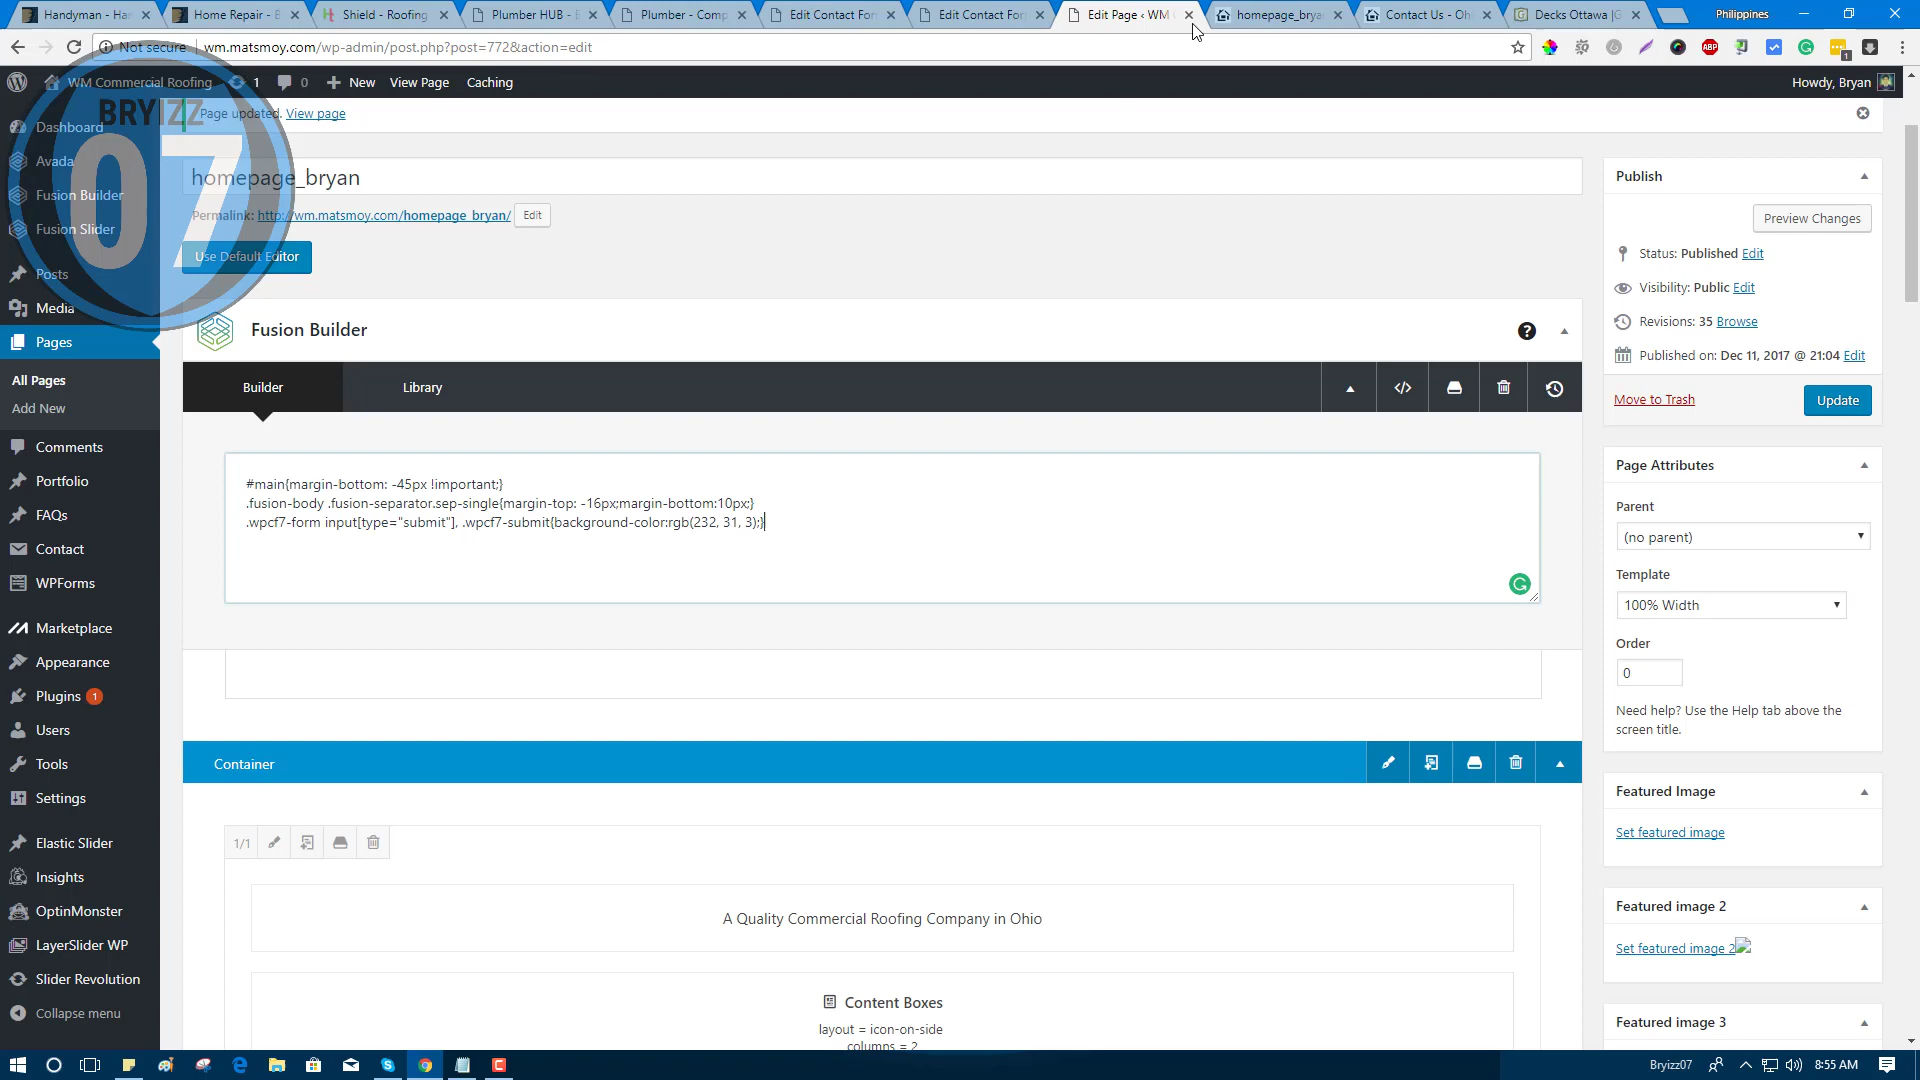 Handyman - Har
Home Repair - B
Shield - Roofing
Plumber HUB - E
Plumber - Comp
Edit Contact For
Edit Contact For
Edit Page ‹ WM
homepage_brya
Contact Us - Oh
Decks Ottawa |G
Philippines
Not secure
wm.matsmoy.com/wp-admin/post.php?post=772&action=edit
ABP
1
WM Commercial Roofing
1
0
New
View Page
Caching
Howdy, Bryan
BRYIZZ
07
Page updated. View page
Dashboard
Avada
Fusion Builder
Fusion Slider
Posts
Media
Pages
All Pages
Add New
Comments
Portfolio
FAQs
Contact
WPForms
Marketplace
Appearance
Plugins 1
Users
Tools
Settings
Elastic Slider
Insights
OptinMonster
LayerSlider WP
Slider Revolution
Collapse menu
homepage_bryan
Permalink: http://wm.matsmoy.com/homepage_bryan/ Edit
Use Default Editor
Fusion Builder
Builder
Library
#main{margin-bottom: -45px !important;}
.fusion-body .fusion-separator.sep-single{margin-top: -16px;margin-bottom:10px;}
.wpcf7-form input[type="submit"], .wpcf7-submit{background-color:rgb(232, 31, 3);}
Container
1/1
A Quality Commercial Roofing Company in Ohio
Content Boxes
layout = icon-on-side
columns = 2
Publish
Preview Changes
Status: Published Edit
Visibility: Public Edit
Revisions: 35 Browse
Published on: Dec 11, 2017 @ 21:04 Edit
Move to Trash
Update
Page Attributes
Parent
(no parent)
Template
100% Width
Order
0
Need help? Use the Help tab above the
screen title.
Featured Image
Set featured image
Featured image 2
Set featured image 2
Featured image 3
Bryizz07
8:55 AM